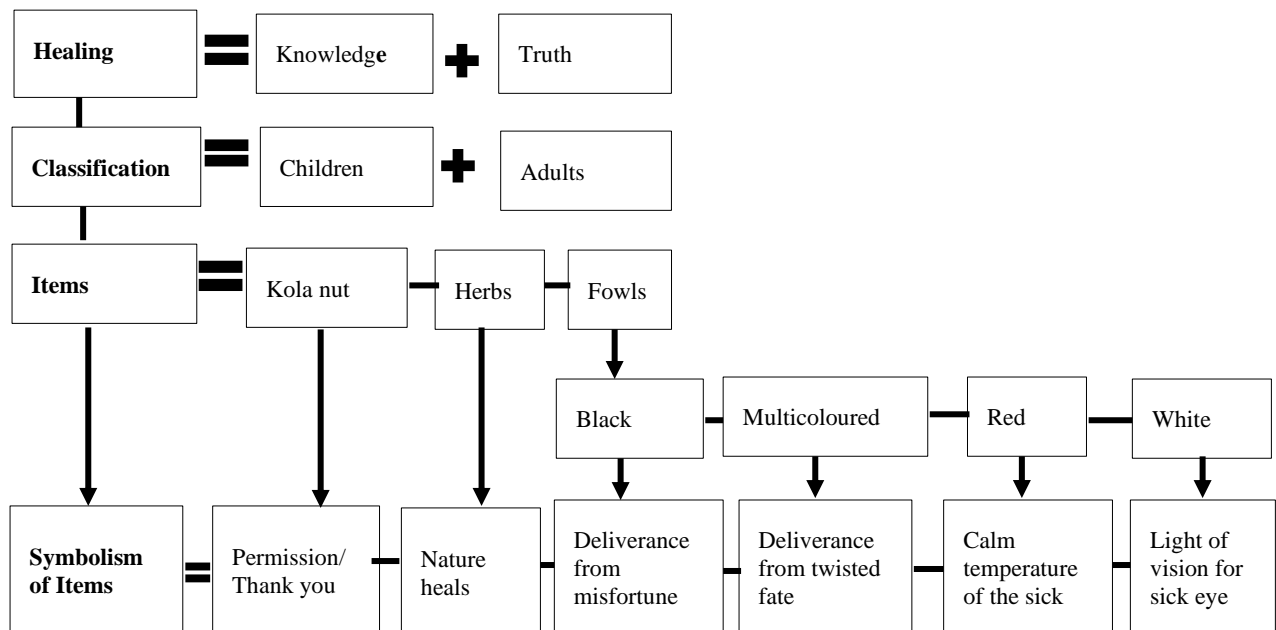 Healing
Knowledge
Truth
Classification
Children
Adults
Items
Kola nut
Herbs
Fowls
Black
Multicoloured
Red
White
Symbolism
of Items
Permission/
Thank you
Nature
heals
Deliverance
from
misfortune
Deliverance
from twisted
fate
Calm
temperature
of the sick
Light of
vision for
sick eye